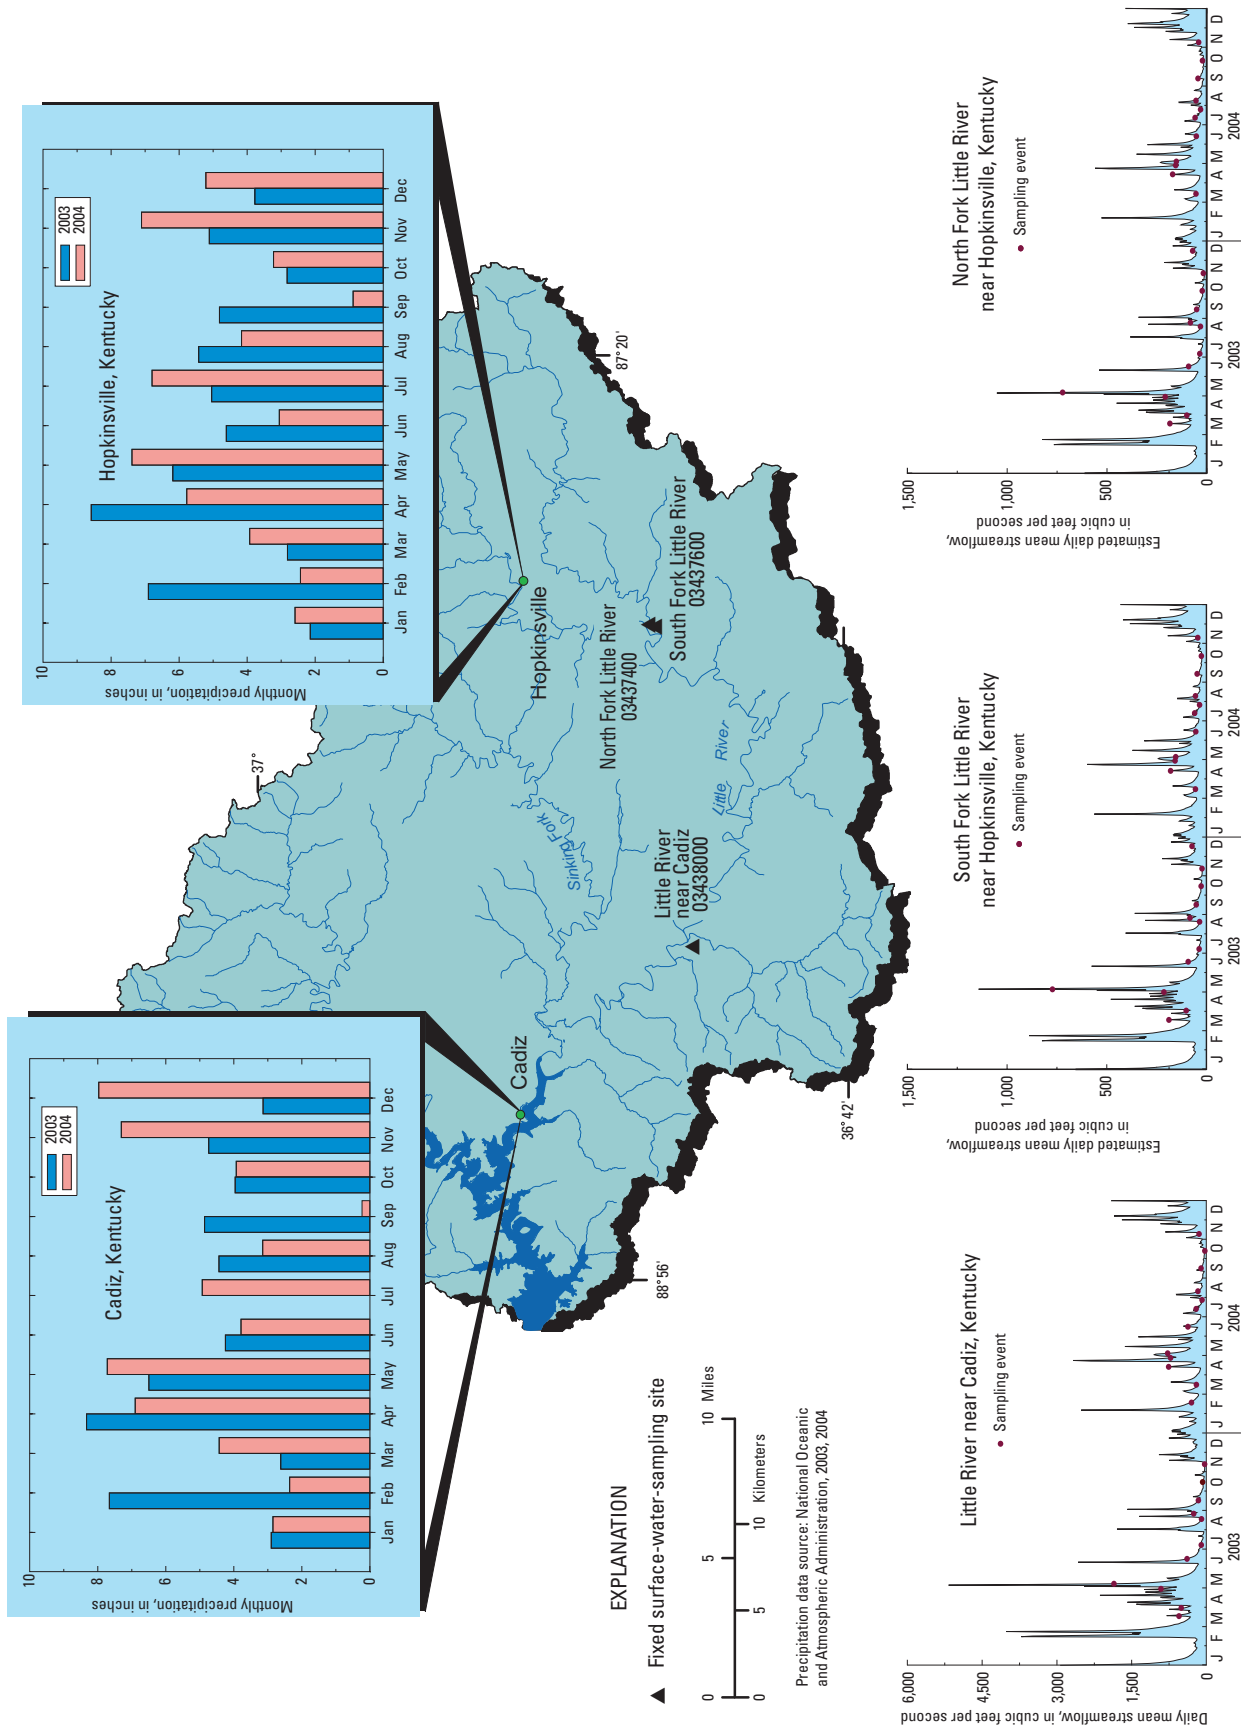 Cadiz, Kentucky
2003
2004
Monthly precipitation, in inches
10
8
6
4
2
0
Jan Feb Mar Apr May Jun Jul Aug Sep Oct Nov Dec
Hopkinsville, Kentucky
2003
2004
Monthly precipitation, in inches
10
8
6
4
2
0
Jan Feb Mar Apr May Jun Jul Aug Sep Oct Nov Dec
37°
Cadiz
Hopkinsville
Sinking Fork
North Fork Little River
03437400
South Fork Little River
03437600
Little River
Little River
near Cadiz
03438000
87° 20'
88° 56'
36° 42'
EXPLANATION
Fixed surface-water-sampling site
0 5 10 Miles
0 5 10 Kilometers
Precipitation data source: National Oceanic
and Atmospheric Administration, 2003, 2004
Little River near Cadiz, Kentucky
Sampling event
Daily mean streamflow,
in cubic feet per second
6,000
4,500
3,000
1,500
0
J F M A M J J A S O N D J F M A M J J A S O N D
2003 2004
South Fork Little River
near Hopkinsville, Kentucky
Sampling event
Estimated daily mean streamflow,
in cubic feet per second
1,500
1,000
500
0
J F M A M J J A S O N D J F M A M J J A S O N D
2003 2004
North Fork Little River
near Hopkinsville, Kentucky
Sampling event
Estimated daily mean streamflow,
in cubic feet per second
1,500
1,000
500
0
J F M A M J J A S O N D J F M A M J J A S O N D
2003 2004